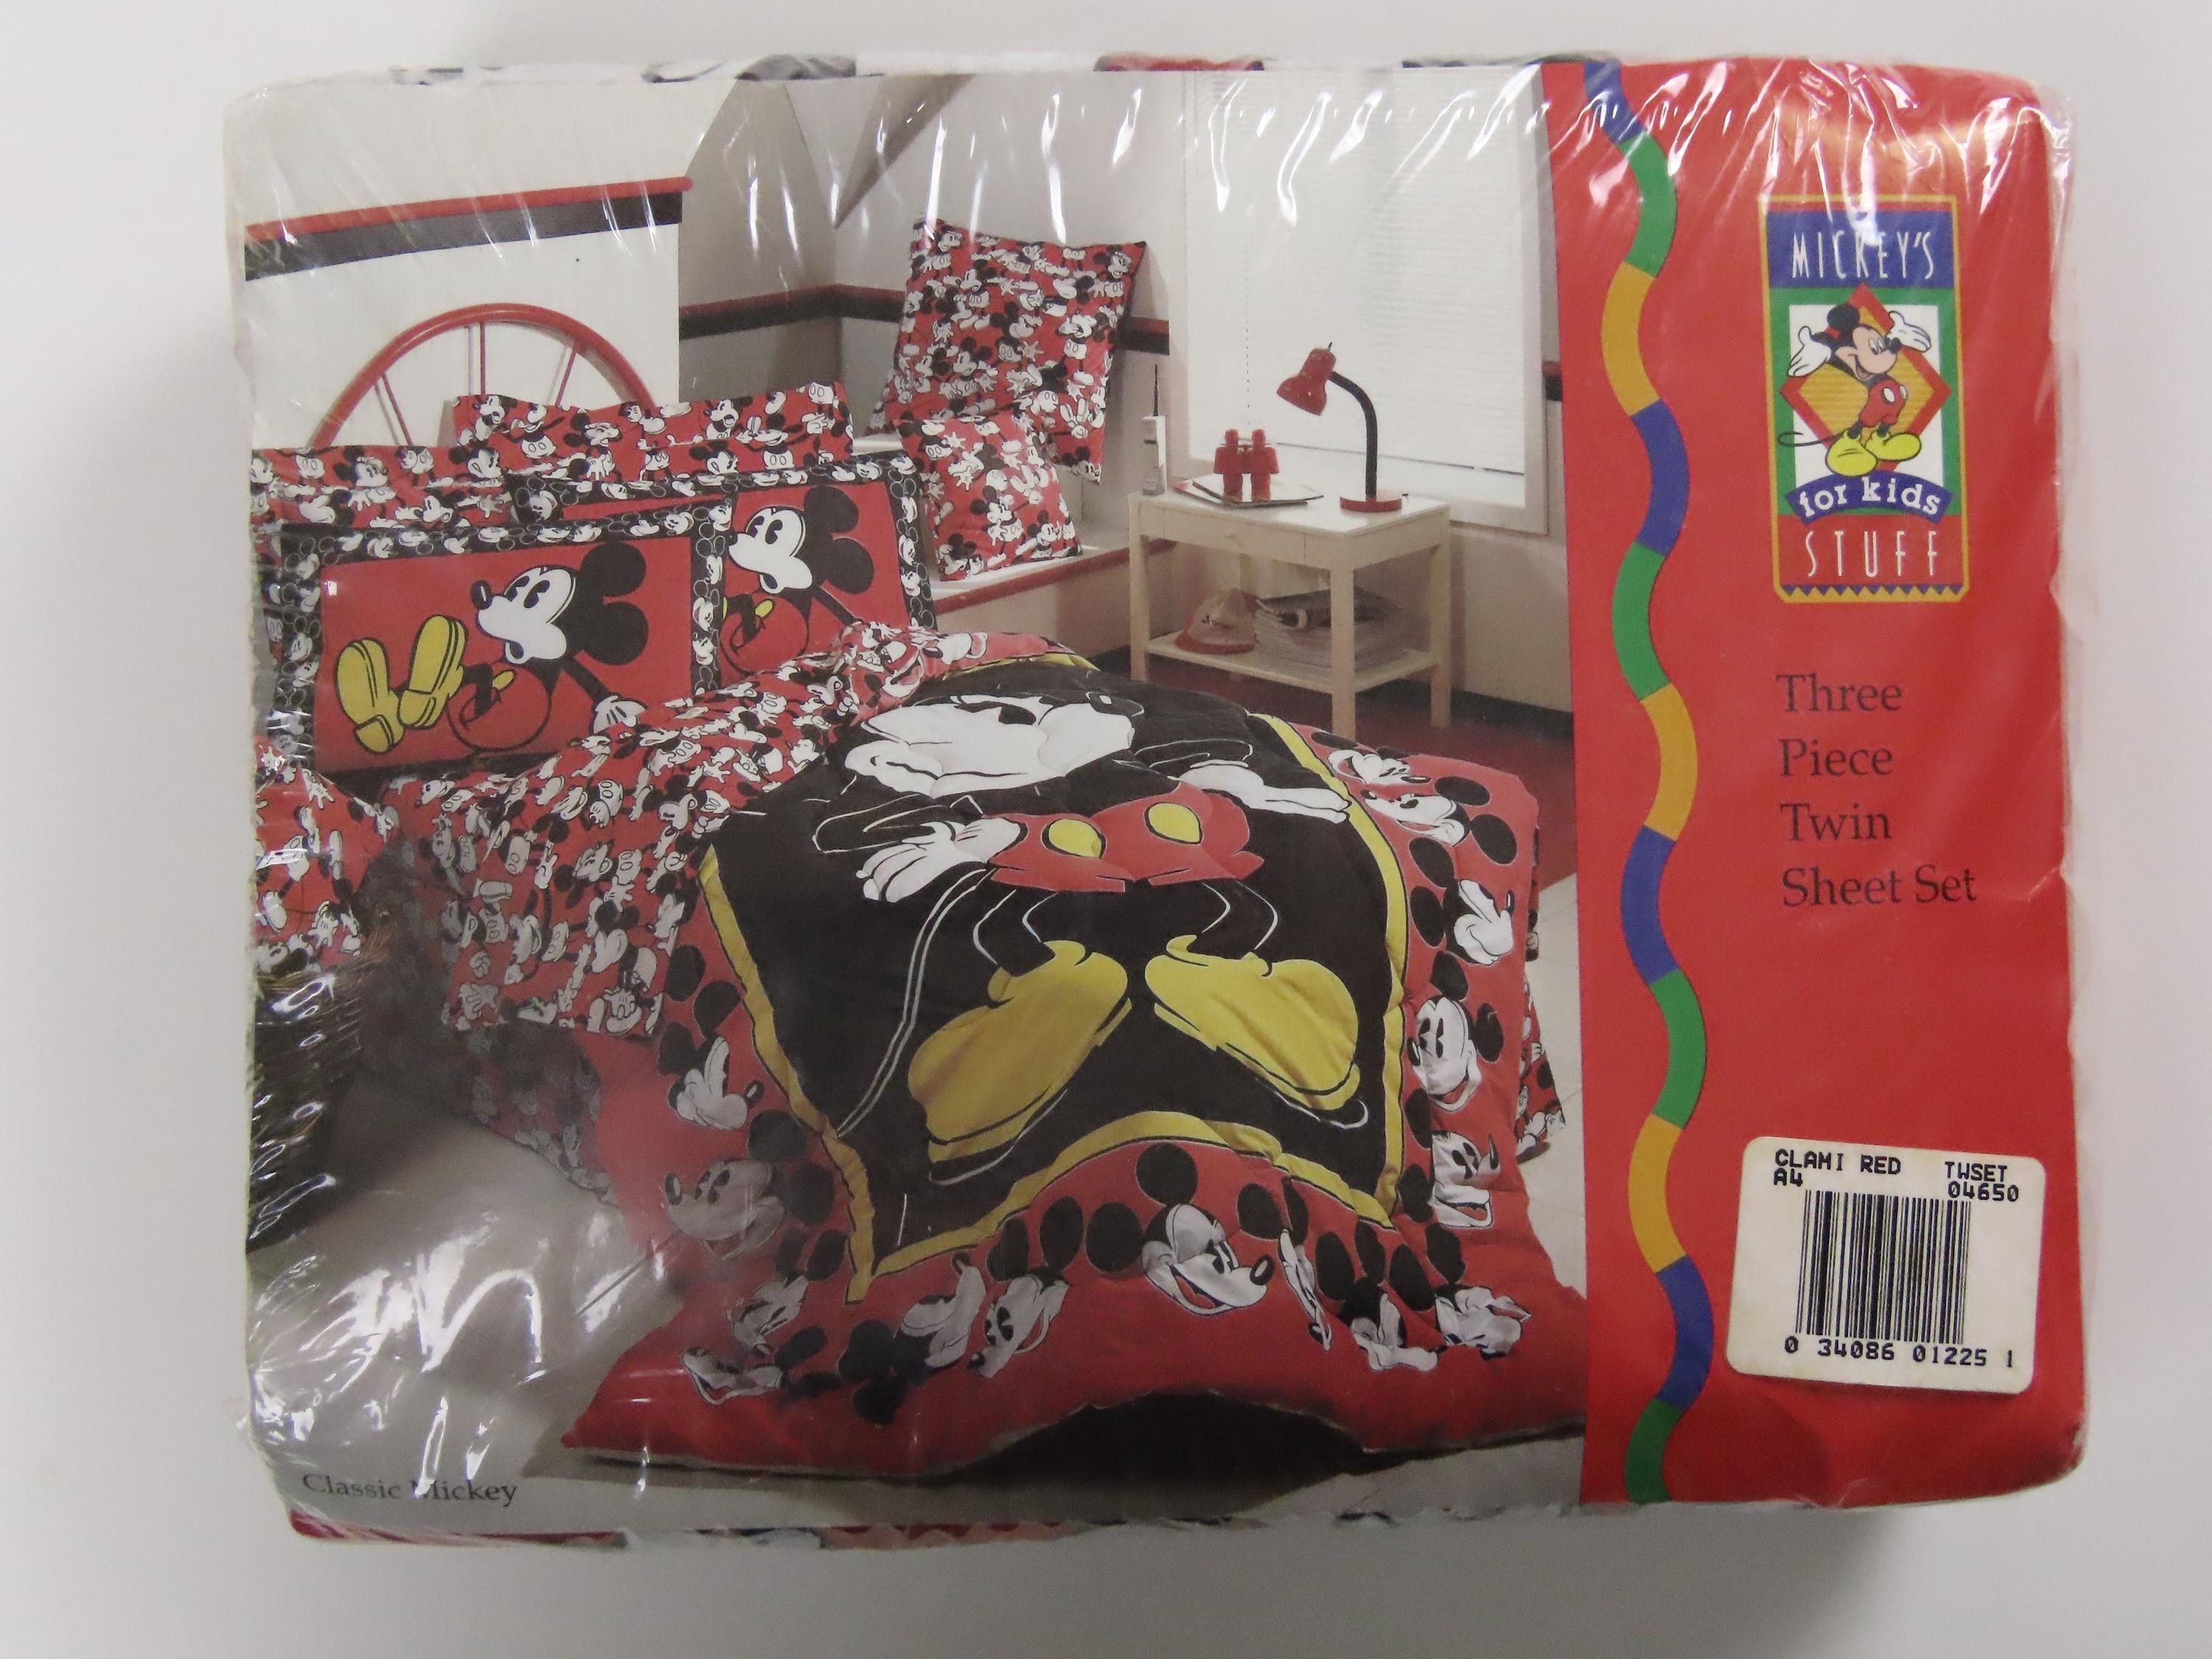 MICKEY'S
for kids
STUFF
Three
Piece
Twin
Sheet Set
CLAMI RED TWSET
A4 04650
0 34086 01225 1
Classic Mickey